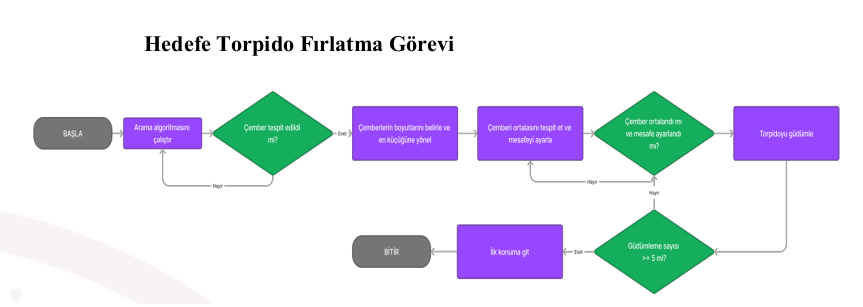 Hedefe Torpido Fırlatma Görevi
BAŞLA
Arama algoritmasını
çalıştır
Çember tespit edildi
mi?
Evet
Hayır
Çemberlerin boyutlarını belirle ve
en küçüğüne yönel
Çemberi ortalasını tespit et ve
mesafeyi ayarla
Çember ortalandı mı
ve mesafe ayarlandı
mı?
Hayır
Torpidoyu güdümle
Hayır
Güdümleme sayısı
>= 5 mi?
Evet
İlk konuma git
BİTİR